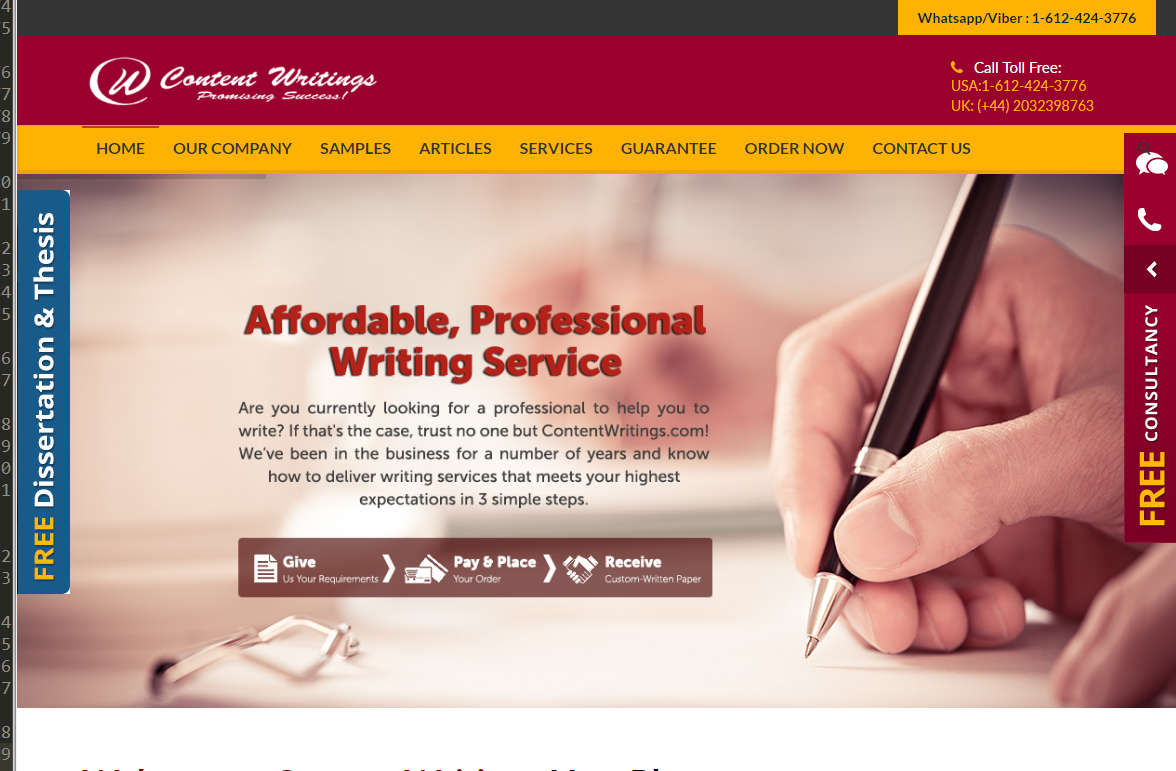 Whatsapp/Viber : 1-612-424-3776
Content Writings
Promising Success!
Call Toll Free:
USA:1-612-424-3776
UK: (+44) 2032398763
HOME OUR COMPANY SAMPLES ARTICLES SERVICES GUARANTEE ORDER NOW CONTACT US
FREE Dissertation & Thesis
Affordable, Professional
Writing Service
Are you currently looking for a professional to help you to
write? If that's the case, trust no one but ContentWritings.com!
We've been in the business for a number of years and know
how to deliver writing services that meets your highest
expectations in 3 simple steps.
Give
Us Your Requirements
Pay & Place
Your Order
Receive
Custom-Written Paper
FREE CONSULTANCY